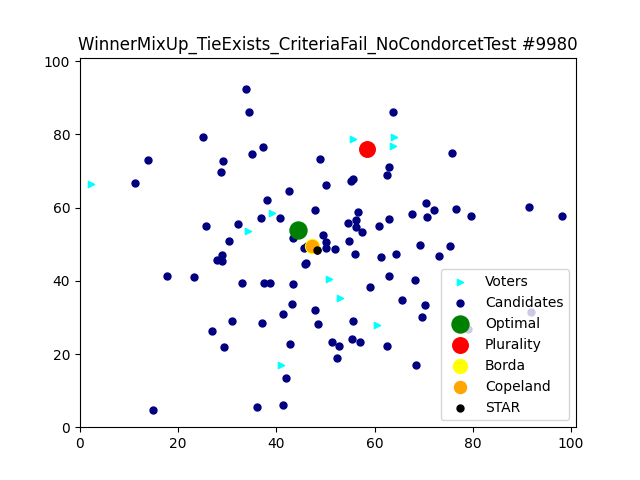 WinnerMixUp_TieExists_CriteriaFail_NoCondorcetTest #9980
100
80
60
40
20
0
0 20 40 60 80 100
Voters
Candidates
Optimal
Plurality
Borda
Copeland
STAR